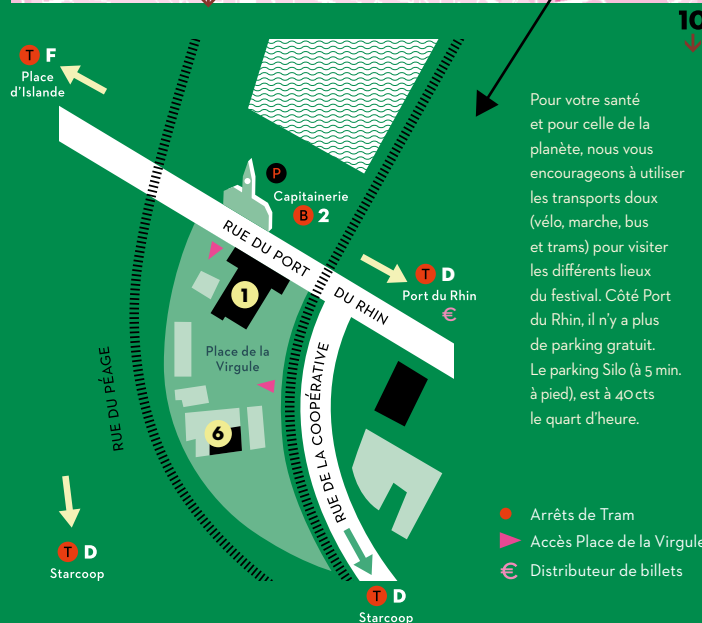 10
T F
Place
d'Islande
P
Capitainerie
B 2
RUE DU PORT DU RHIN
T D
Port du Rhin
€
1
Place de la
Virgule
6
RUE DU PÉAGE
RUE DE LA COOPÉRATIVE
T D
Starcoop
T D
Starcoop
Pour votre santé
et pour celle de la
planète, nous vous
encourageons à utiliser
les transports doux
(vélo, marche, bus
et trams) pour visiter
les différents lieux
du festival. Côté Port
du Rhin, il n'y a plus
de parking gratuit.
Le parking Silo (à 5 min.
à pied), est à 40 cts
le quart d'heure.
Arrêts de Tram
Accès Place de la Virgule
€ Distributeur de billets